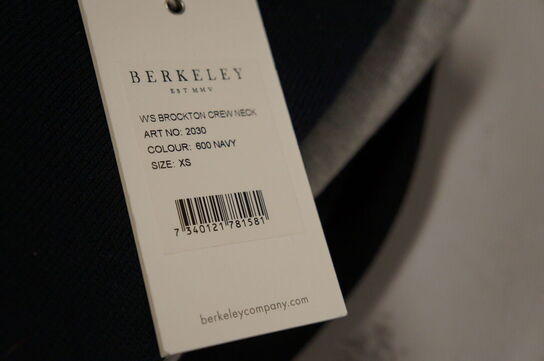 BERKELEY
EST MMV
WS BROCKTON CREW NECK
ART NO: 2030
COLOUR: 600 NAVY
SIZE: XS
7 340121 781581
berkeleycompany.com